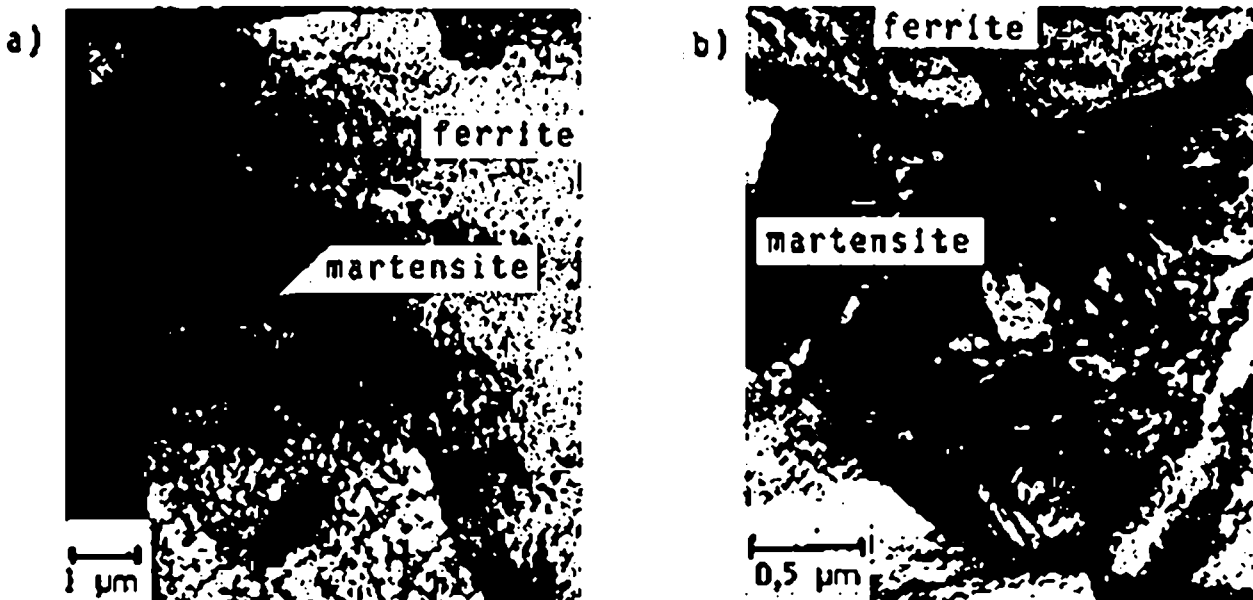 a)
ferrite
martensite
1 µm
b)
ferrite
martensite
0,5 µm